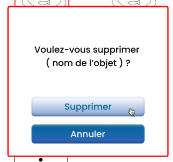 Voulez-vous supprimer
( nom de l'objet ) ?
Supprimer
Annuler